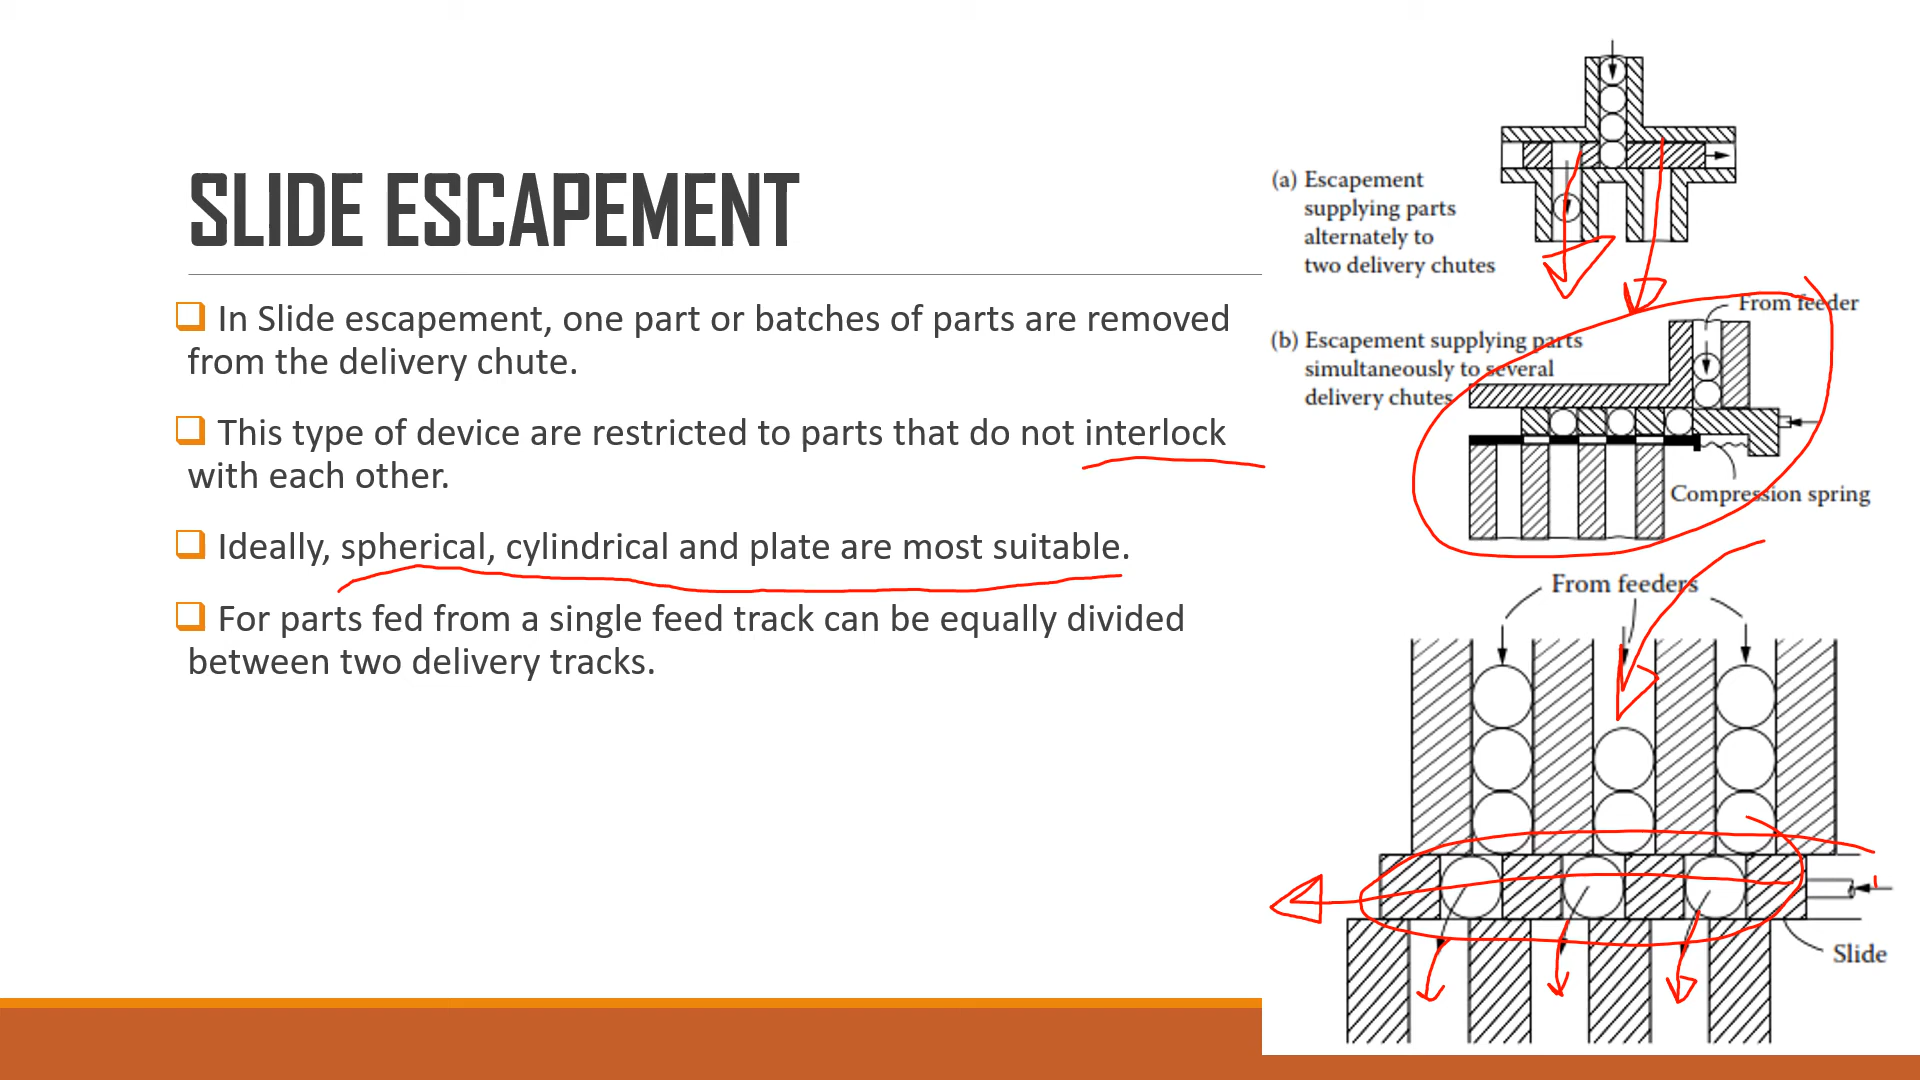 SLIDE ESCAPEMENT
In Slide escapement, one part or batches of parts are removed
from the delivery chute.
This type of device are restricted to parts that do not interlock
with each other.
Ideally, spherical, cylindrical and plate are most suitable.
For parts fed from a single feed track can be equally divided
between two delivery tracks.
(a) Escapement
supplying parts
alternately to
two delivery chutes
From feeder
(b) Escapement supplying parts
simultaneously to several
delivery chutes
Compression spring
From feeders
Slide